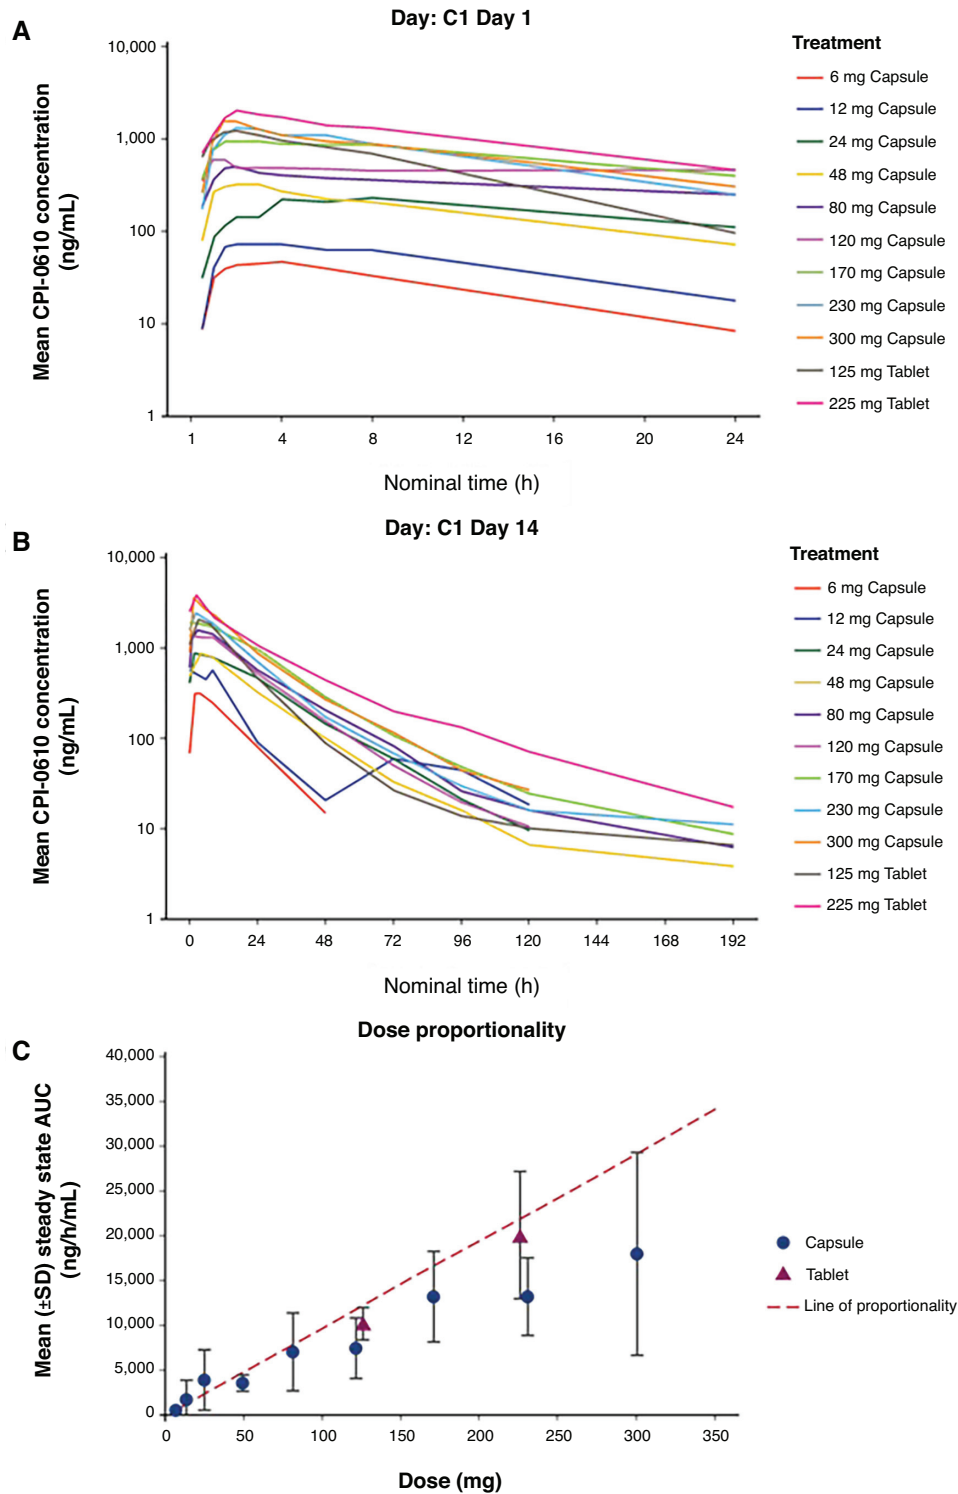 A
Day: C1 Day 1
Mean CPI-0610 concentration
(ng/mL)
10,000
1,000
100
10
1
1 4 8 12 16 20 24
Nominal time (h)
Treatment
6 mg Capsule
12 mg Capsule
24 mg Capsule
48 mg Capsule
80 mg Capsule
120 mg Capsule
170 mg Capsule
230 mg Capsule
300 mg Capsule
125 mg Tablet
225 mg Tablet
B
Day: C1 Day 14
Mean CPI-0610 concentration
(ng/mL)
10,000
1,000
100
10
1
0 24 48 72 96 120 144 168 192
Nominal time (h)
Treatment
6 mg Capsule
12 mg Capsule
24 mg Capsule
48 mg Capsule
80 mg Capsule
120 mg Capsule
170 mg Capsule
230 mg Capsule
300 mg Capsule
125 mg Tablet
225 mg Tablet
C
Dose proportionality
Mean (±SD) steady state AUC
(ng/h/mL)
40,000
35,000
30,000
25,000
20,000
15,000
10,000
5,000
0
0 50 100 150 200 250 300 350
Dose (mg)
Capsule
Tablet
Line of proportionality